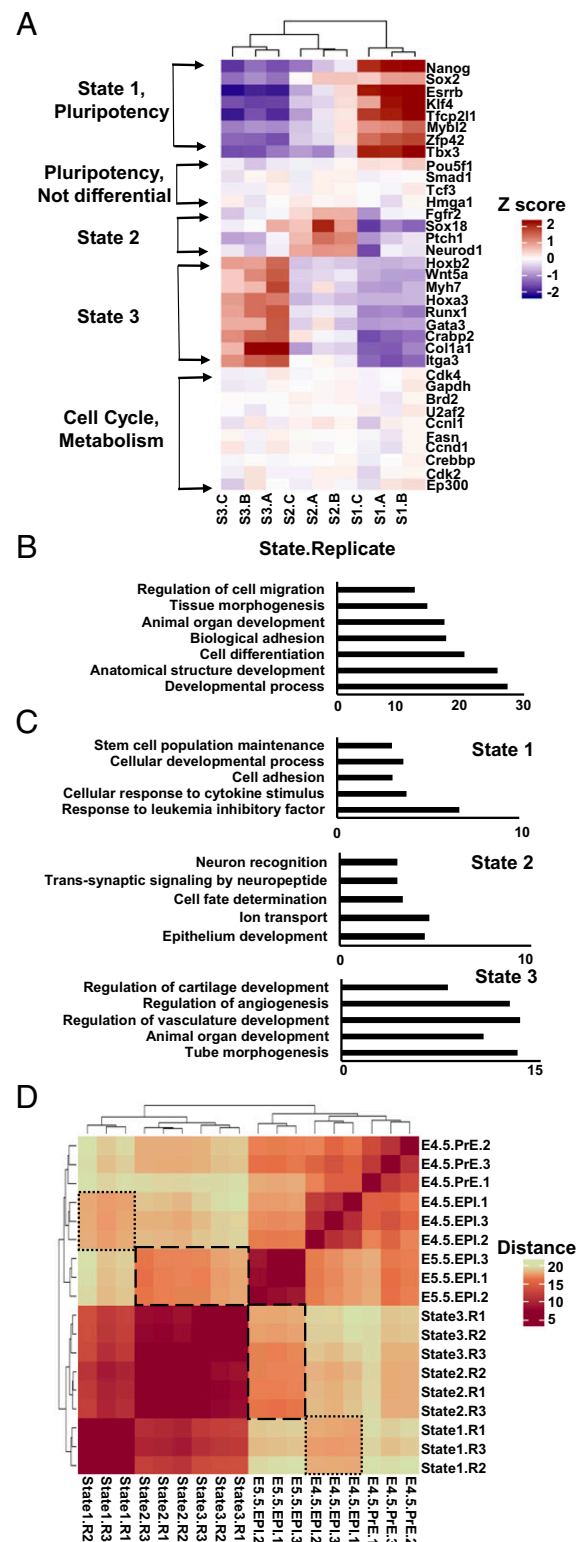 A
State 1,
Pluripotency
Pluripotency,
Not differential
State 2
State 3
Cell Cycle,
Metabolism
Nanog
Sox2
Esrrb
Klf4
Tfcp2l1
Mybl2
Zfp42
Tbx3
Pou5f1
Smad1
Tcf3
Hmga1
Fgfr2
Sox18
Ptch1
Neurod1
Hoxb2
Wnt5a
Myh7
Hoxa3
Runx1
Gata3
Crabp2
Col1a1
Itga3
Cdk4
Gapdh
Brd2
U2af2
Ccnl1
Fasn
Ccnd1
Crebbp
Cdk2
Ep300
Z score
2
1
0
-1
-2
S3.C
S3.B
S3.A
S2.C
S2.A
S2.B
S1.C
S1.A
S1.B
State.Replicate
B
Regulation of cell migration
Tissue morphogenesis
Animal organ development
Biological adhesion
Cell differentiation
Anatomical structure development
Developmental process
0 10 20 30
C
State 1
Stem cell population maintenance
Cellular developmental process
Cell adhesion
Cellular response to cytokine stimulus
Response to leukemia inhibitory factor
0 10
State 2
Neuron recognition
Trans-synaptic signaling by neuropeptide
Cell fate determination
Ion transport
Epithelium development
0 10
State 3
Regulation of cartilage development
Regulation of angiogenesis
Regulation of vasculature development
Animal organ development
Tube morphogenesis
0 15
D
E4.5.PrE.2
E4.5.PrE.3
E4.5.PrE.1
E4.5.EPI.1
E4.5.EPI.3
E4.5.EPI.2
E5.5.EPI.3
E5.5.EPI.1
E5.5.EPI.2
State3.R1
State3.R2
State3.R3
State2.R2
State2.R1
State2.R3
State1.R1
State1.R3
State1.R2
Distance
20
15
10
5
State1.R2
State1.R3
State1.R1
State2.R3
State2.R1
State2.R2
State3.R3
State3.R2
State3.R1
E5.5.EPI.2
E5.5.EPI.1
E5.5.EPI.3
E4.5.EPI.2
E4.5.EPI.3
E4.5.EPI.1
E4.5.PrE.1
E4.5.PrE.3
E4.5.PrE.2